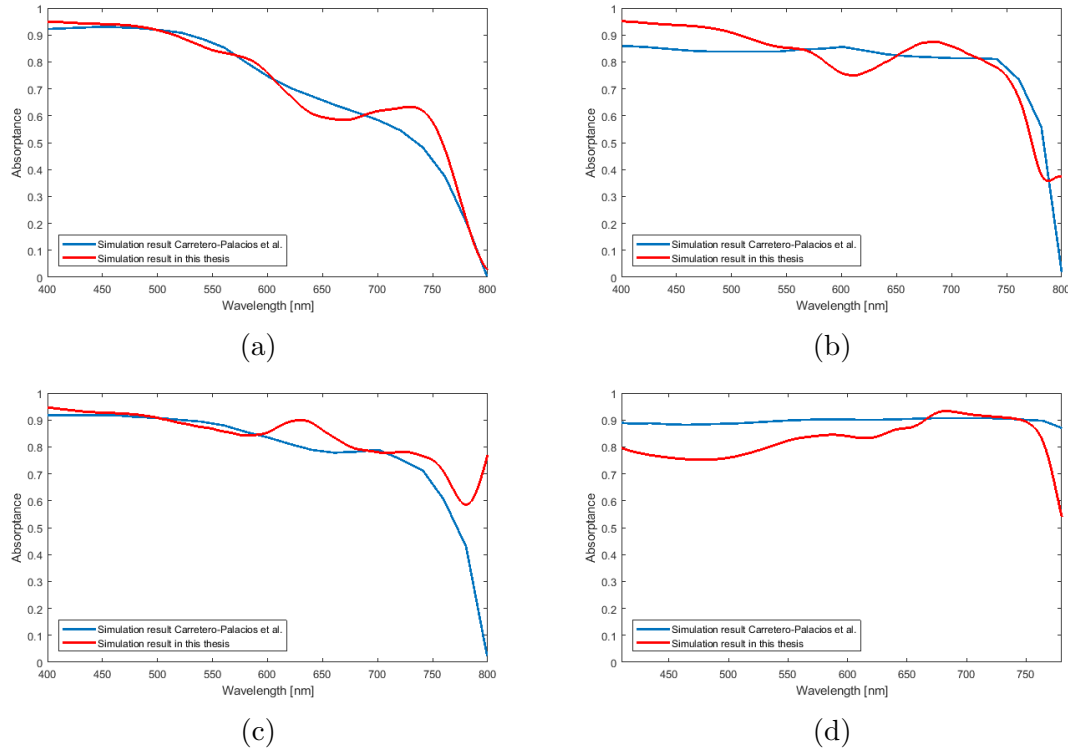 1
0.9
0.8
0.7
0.6
0.5
0.4
0.3
0.2
0.1
0
Absorptance
Simulation result Carretero-Palacios et al.
Simulation result in this thesis
400 450 500 550 600 650 700 750 800
Wavelength [nm]
(a)
1
0.9
0.8
0.7
0.6
0.5
0.4
0.3
0.2
0.1
0
Absorptance
Simulation result Carretero-Palacios et al.
Simulation result in this thesis
450 500 550 600 650 700 750 800
Wavelength [nm]
(b)
1
0.9
0.8
0.7
0.6
0.5
0.4
0.3
0.2
0.1
0
Absorptance
Simulation result Carretero-Palacios et al.
Simulation result in this thesis
400 450 500 550 600 650 700 750 800
Wavelength [nm]
(c)
1
0.9
0.8
0.7
0.6
0.5
0.4
0.3
0.2
0.1
0
Absorptance
Simulation result Carretero-Palacios et al.
Simulation result in this thesis
450 500 550 600 650 700 750
Wavelength [nm]
(d)